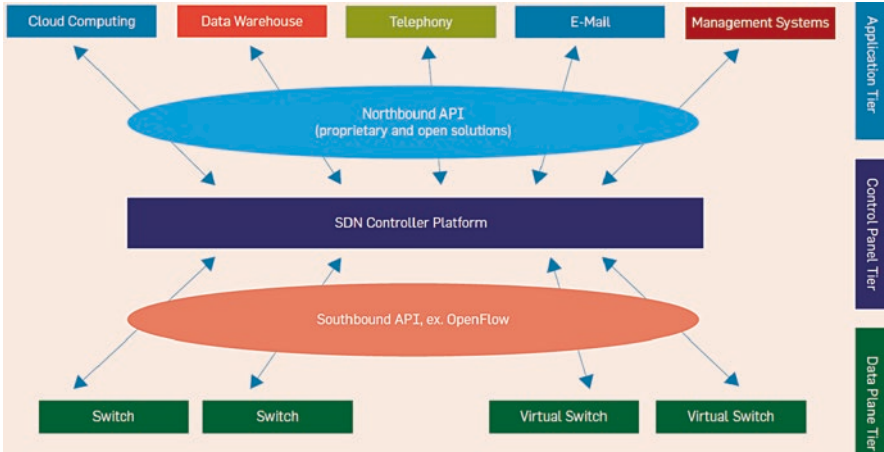 Cloud Computing
Data Warehouse
Telephony
E-Mail
Management Systems
Application Tier
Northbound API
(proprietary and open solutions)
SDN Controller Platform
Control Panel Tier
Southbound API, ex. OpenFlow
Switch
Switch
Virtual Switch
Virtual Switch
Data Plane Tier